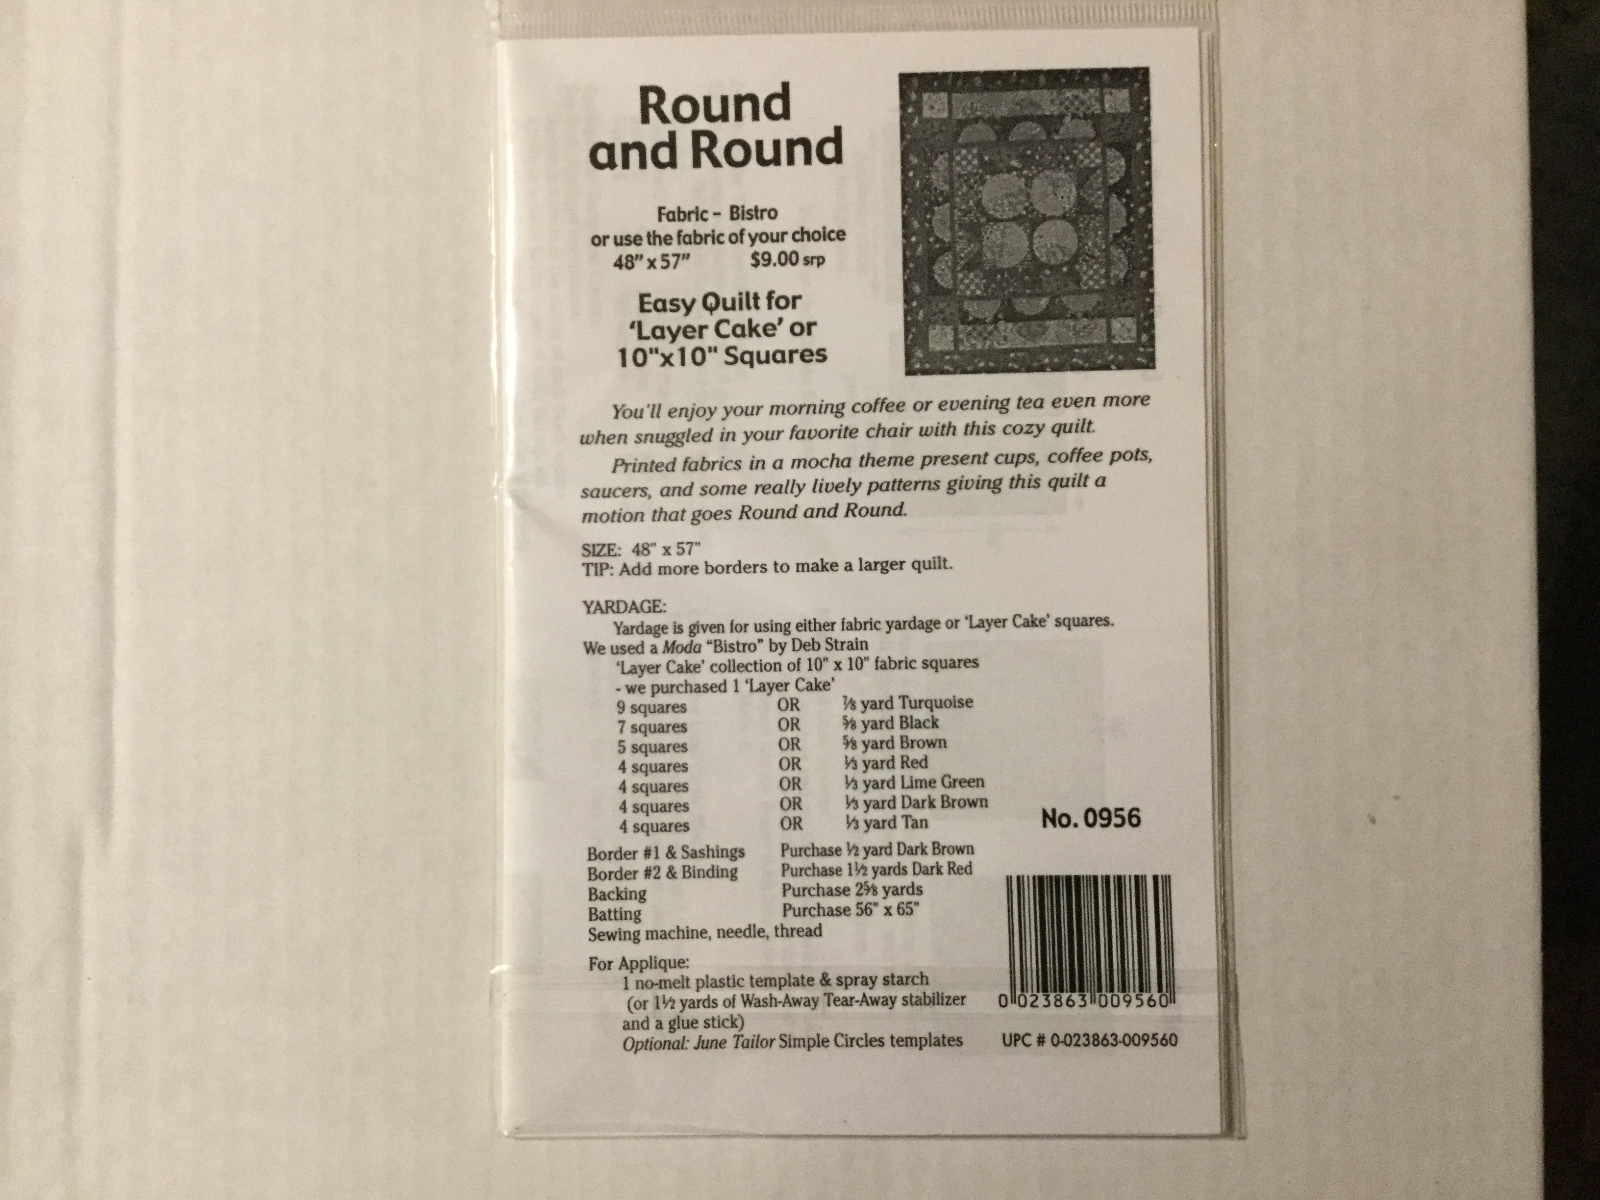 Round
and Round
Fabric - Bistro
or use the fabric of your choice
48" x 57" $9.00 srp
Easy Quilt for
'Layer Cake' or
10"x10" Squares
You'll enjoy your morning coffee or evening tea even more
when snuggled in your favorite chair with this cozy quilt.
Printed fabrics in a mocha theme present cups, coffee pots,
saucers, and some really lively patterns giving this quilt a
motion that goes Round and Round.
SIZE: 48" x 57"
TIP: Add more borders to make a larger quilt.
YARDAGE:
Yardage is given for using either fabric yardage or 'Layer Cake' squares.
We used a Moda "Bistro" by Deb Strain
'Layer Cake' collection of 10" x 10" fabric squares
- we purchased 1 'Layer Cake'
9 squares OR ⅞ yard Turquoise
7 squares OR ⅝ yard Black
5 squares OR ⅝ yard Brown
4 squares OR ⅓ yard Red
4 squares OR ⅓ yard Lime Green
4 squares OR ⅓ yard Dark Brown
4 squares OR ⅓ yard Tan
No. 0956
Border #1 & Sashings Purchase ½ yard Dark Brown
Border #2 & Binding Purchase 1½ yards Dark Red
Backing Purchase 2⅝ yards
Batting Purchase 56" x 65"
Sewing machine, needle, thread
For Applique:
1 no-melt plastic template & spray starch
(or 1½ yards of Wash-Away Tear-Away stabilizer
and a glue stick)
Optional: June Tailor Simple Circles templates
0 023863 009560
UPC # 0-023863-009560